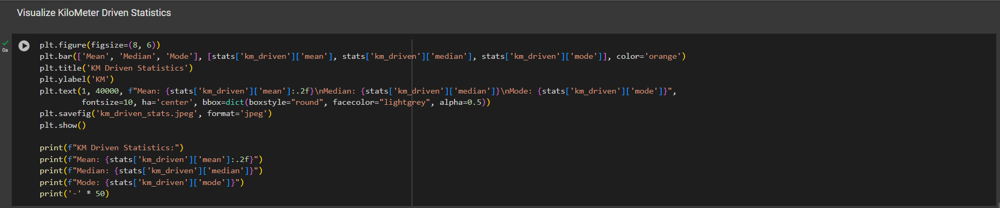 Visualize KiloMeter Driven Statistics
0s
plt.figure(figsize=(8, 6))
plt.bar(['Mean', 'Median', 'Mode'], [stats['km_driven']['mean'], stats['km_driven']['median'], stats['km_driven']['mode']], color='orange')
plt.title('KM Driven Statistics')
plt.ylabel('KM')
plt.text(1, 40000, f"Mean: {stats['km_driven']['mean']:.2f}\nMedian: {stats['km_driven']['median']}\nMode: {stats['km_driven']['mode']}",
         fontsize=10, ha='center', bbox=dict(boxstyle="round", facecolor="lightgrey", alpha=0.5))
plt.savefig('km_driven_stats.jpeg', format='jpeg')
plt.show()

print(f"KM Driven Statistics:")
print(f"Mean: {stats['km_driven']['mean']:.2f}")
print(f"Median: {stats['km_driven']['median']}")
print(f"Mode: {stats['km_driven']['mode']}")
print('-' * 50)